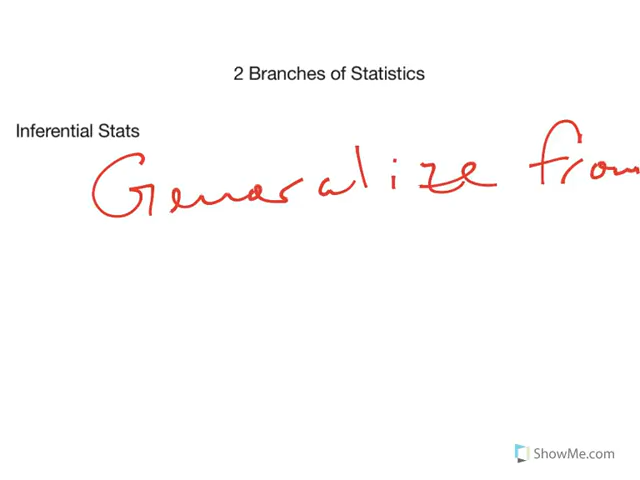 2 Branches of Statistics
Inferential Stats
Generalize from
ShowMe.com